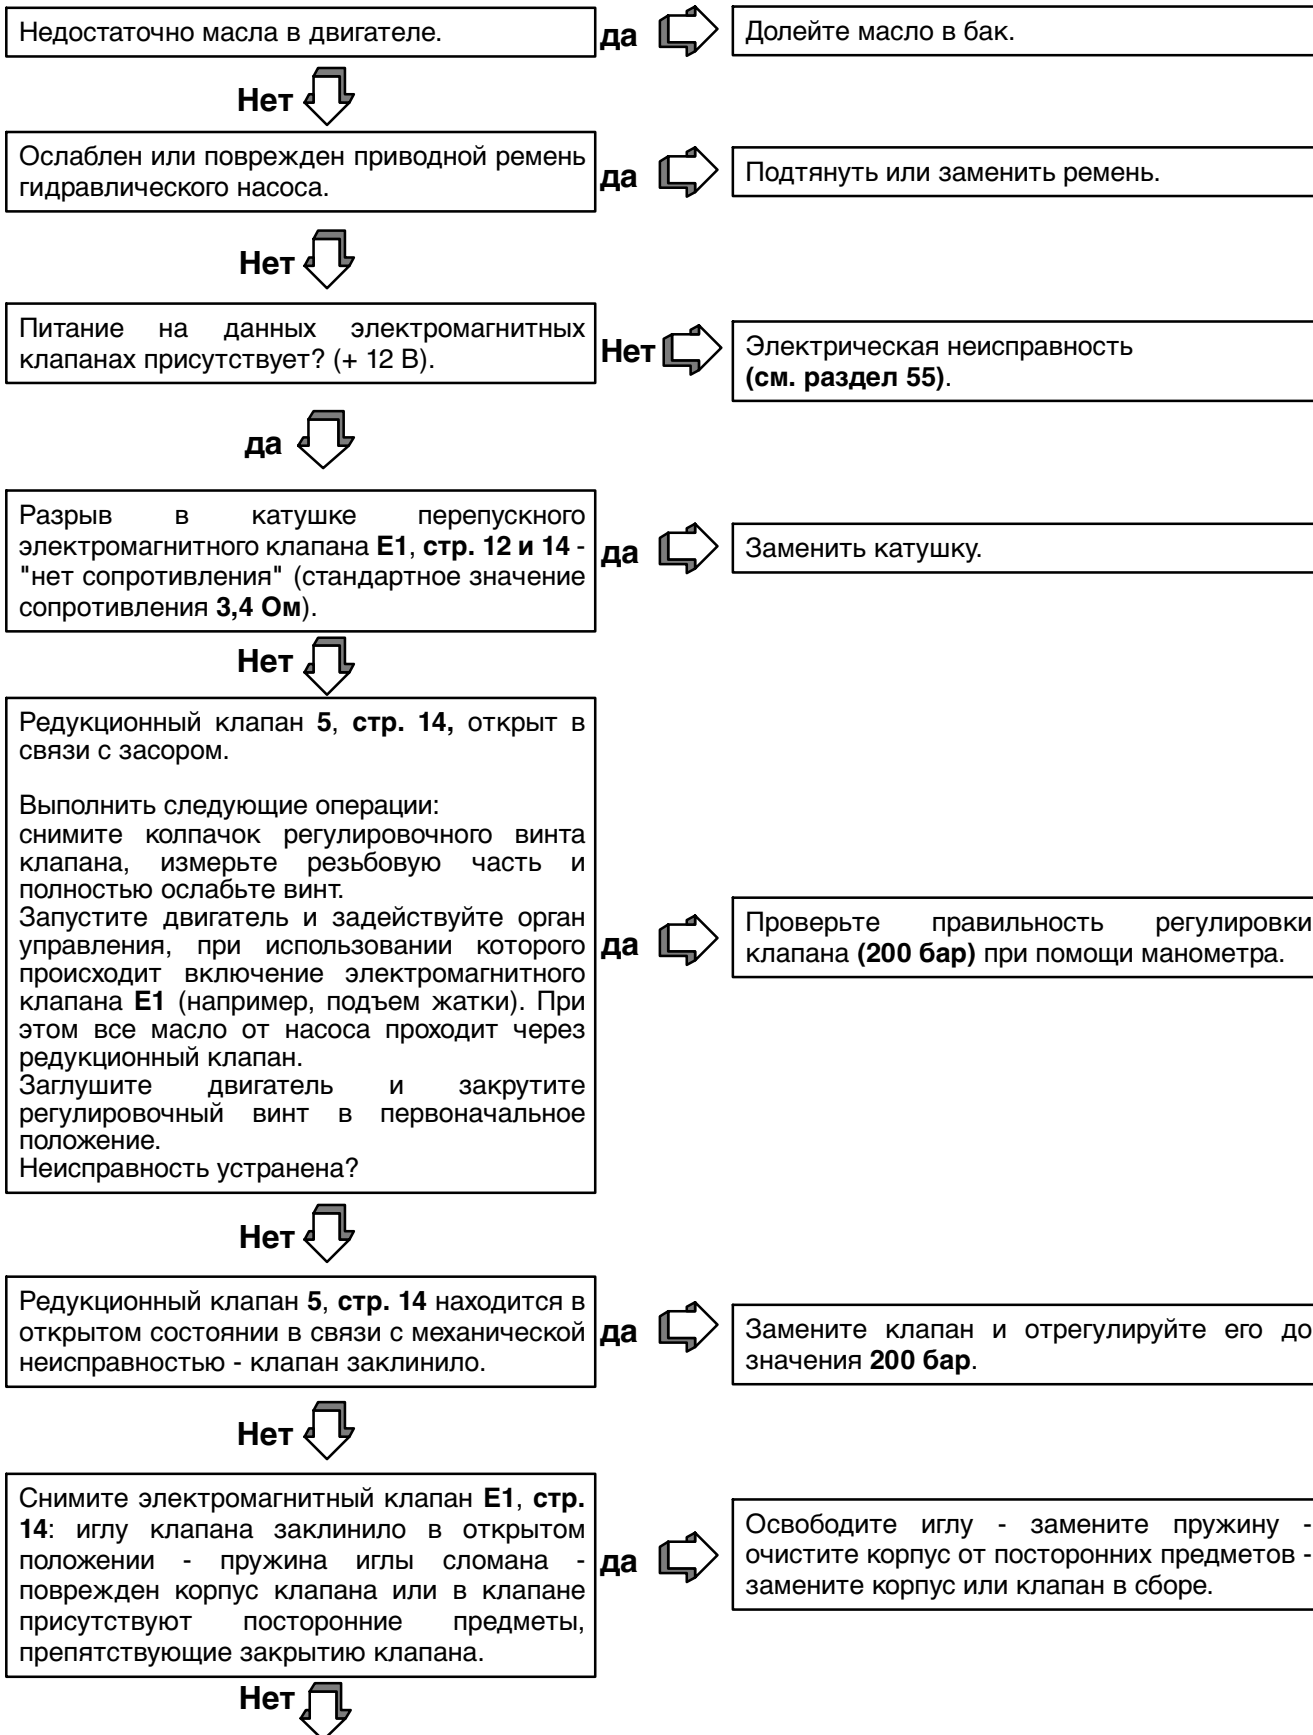 Недостаточно масла в двигателе.
да
Долейте масло в бак.
Нет
Ослаблен или поврежден приводной ремень
гидравлического насоса.
да
Подтянуть или заменить ремень.
Нет
Питание на данных электромагнитных
клапанах присутствует? (+ 12 В).
Нет
Электрическая неисправность
(см. раздел 55).
да
Разрыв в катушке перепускного
электромагнитного клапана E1, стр. 12 и 14 -
"нет сопротивления" (стандартное значение
сопротивления 3,4 Ом).
да
Заменить катушку.
Нет
Редукционный клапан 5, стр. 14, открыт в
связи с засором.
Выполнить следующие операции:
снимите колпачок регулировочного винта
клапана, измерьте резьбовую часть и
полностью ослабьте винт.
Запустите двигатель и задействуйте орган
управления, при использовании которого
происходит включение электромагнитного
клапана E1 (например, подъем жатки). При
этом все масло от насоса проходит через
редукционный клапан.
Заглушите двигатель и закрутите
регулировочный винт в первоначальное
положение.
Неисправность устранена?
да
Проверьте правильность регулировки
клапана (200 бар) при помощи манометра.
Нет
Редукционный клапан 5, стр. 14 находится в
открытом состоянии в связи с механической
неисправностью - клапан заклинило.
да
Замените клапан и отрегулируйте его до
значения 200 бар.
Нет
Снимите электромагнитный клапан E1, стр.
14: иглу клапана заклинило в открытом
положении - пружина иглы сломана -
поврежден корпус клапана или в клапане
присутствуют посторонние предметы,
препятствующие закрытию клапана.
да
Освободите иглу - замените пружину -
очистите корпус от посторонних предметов -
замените корпус или клапан в сборе.
Нет